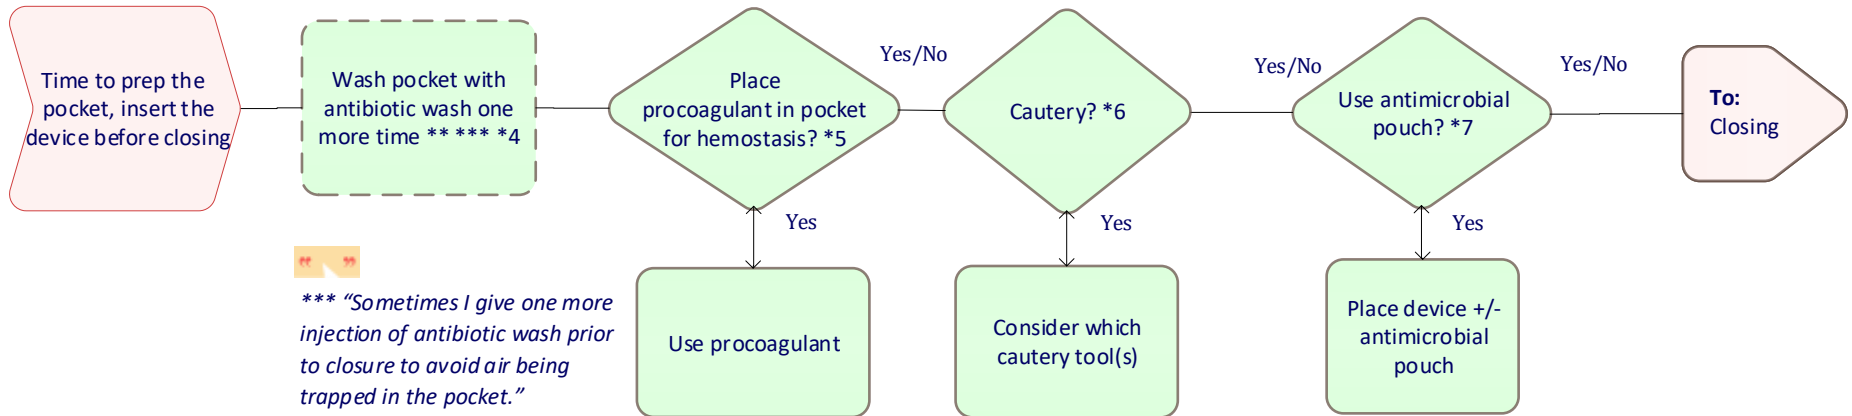 Time to prep the
pocket, insert the
device before closing
Wash pocket with
antibiotic wash one
more time ** *** *4
Place
procoagulant in pocket
for hemostasis? *5
Yes/No
Cautery? *6
Yes/No
Use antimicrobial
pouch? *7
Yes/No
To:
Closing
Yes
Yes
Yes
“ ”
*** “Sometimes I give one more
injection of antibiotic wash prior
to closure to avoid air being
trapped in the pocket.”
Use procoagulant
Consider which
cautery tool(s)
Place device +/-
antimicrobial
pouch